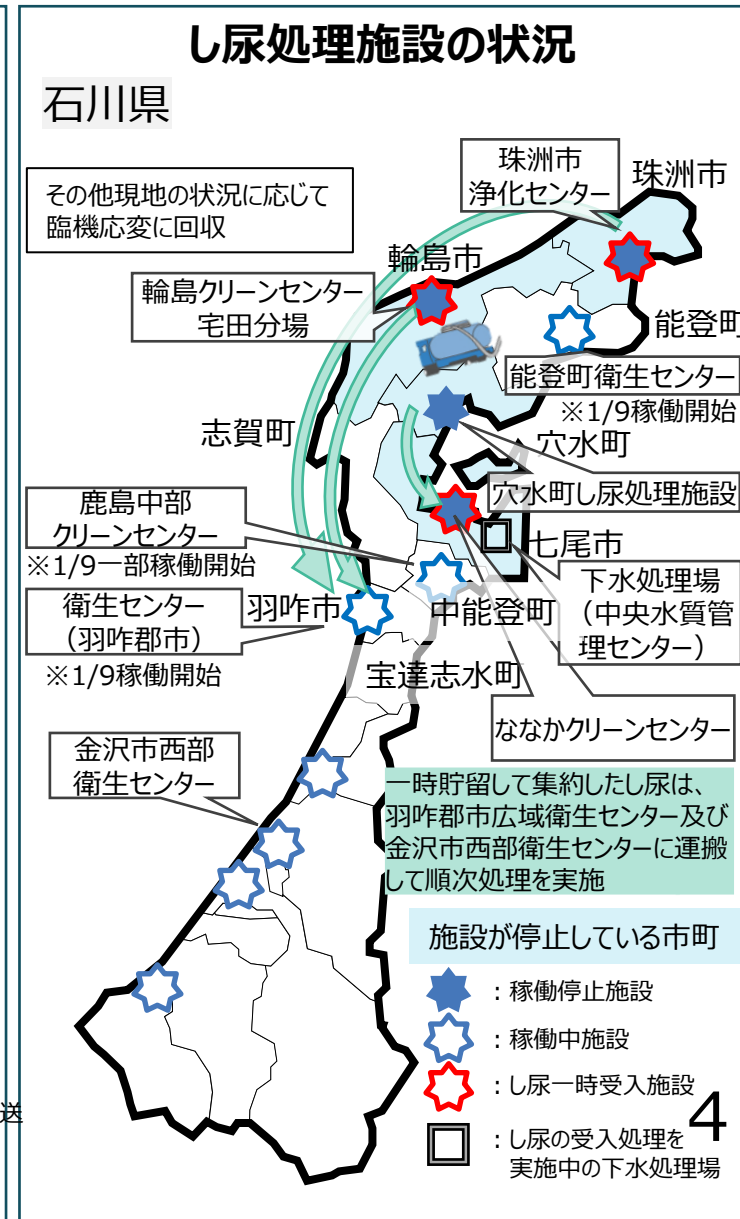 し尿処理施設の状況
石川県
その他現地の状況に応じて
臨機応変に回収
珠洲市
浄化センター
珠洲市
輪島市
輪島クリーンセンター
宅田分場
能登町
能登町衛生センター
※1/9稼働開始
志賀町
穴水町
穴水町し尿処理施設
鹿島中部
クリーンセンター
※1/9一部稼働開始
七尾市
下水処理場
（中央水質管
理センター）
衛生センター
（羽咋郡市）
※1/9稼働開始
羽咋市
中能登町
宝達志水町
ななかクリーンセンター
金沢市西部
衛生センター
一時貯留して集約したし尿は、
羽咋郡市広域衛生センター及び
金沢市西部衛生センターに運搬
して順次処理を実施
施設が停止している市町
：稼働停止施設
：稼働中施設
：し尿一時受入施設
：し尿の受入処理を
実施中の下水処理場
4
送